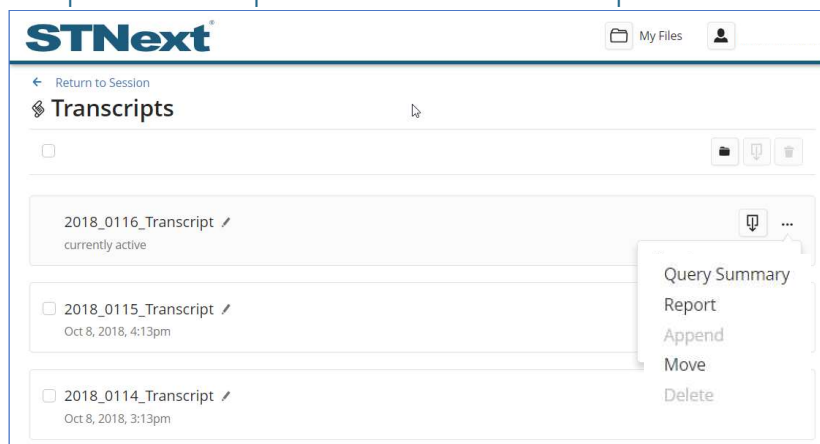 STNext®
My Files
← Return to Session
Transcripts
2018_0116_Transcript
currently active
...
Query Summary
Report
Append
Move
Delete
2018_0115_Transcript
Oct 8, 2018, 4:13pm
2018_0114_Transcript
Oct 8, 2018, 3:13pm